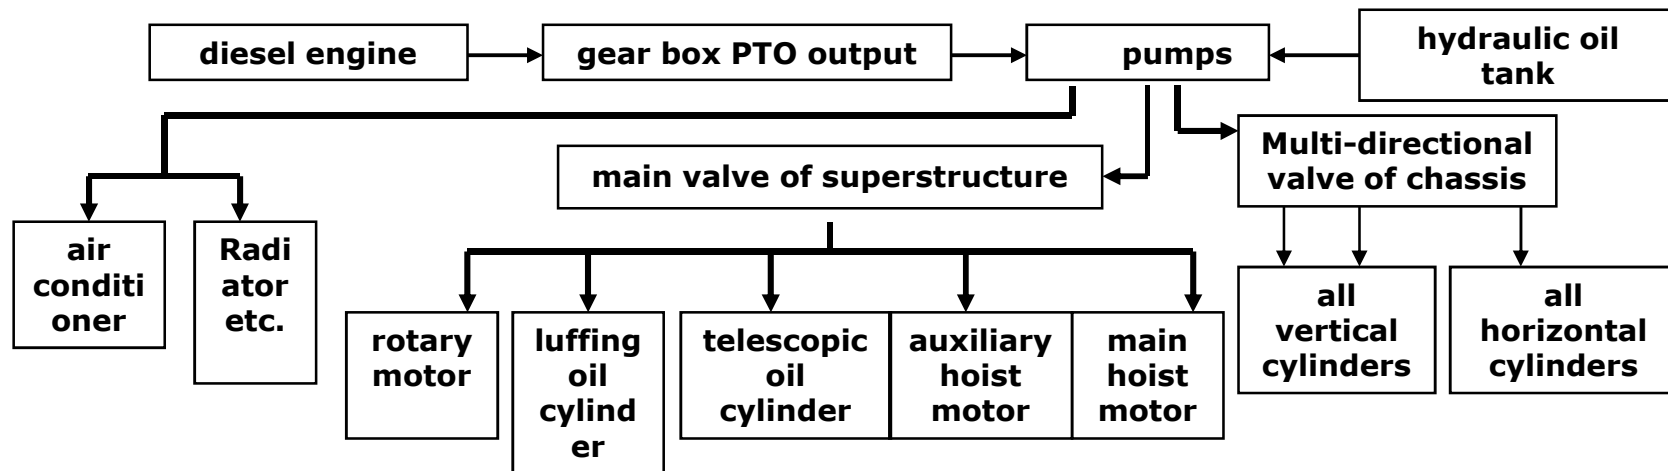 diesel engine
gear box PTO output
pumps
hydraulic oil
tank
main valve of superstructure
Multi-directional
valve of chassis
air
conditi
oner
Radi
ator
etc.
rotary
motor
luffing
oil
cylind
er
telescopic
oil
cylinder
auxiliary
hoist
motor
main
hoist
motor
all
vertical
cylinders
all
horizontal
cylinders